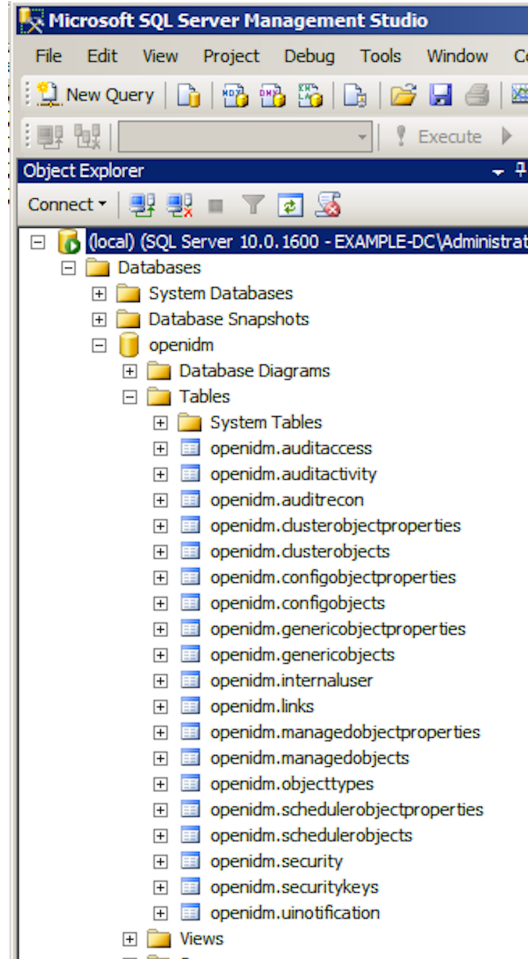 Microsoft SQL Server Management Studio
File Edit View Project Debug Tools Window
New Query
Execute
Object Explorer
Connect
(local) (SQL Server 10.0.1600 - EXAMPLE-DC\Administrat
Databases
System Databases
Database Snapshots
openidm
Database Diagrams
Tables
System Tables
openidm.auditaccess
openidm.auditactivity
openidm.auditrecon
openidm.clusterobjectproperties
openidm.clusterobjects
openidm.configobjectproperties
openidm.configobjects
openidm.genericobjectproperties
openidm.genericobjects
openidm.internaluser
openidm.links
openidm.managedobjectproperties
openidm.managedobjects
openidm.objecttypes
openidm.schedulerobjectproperties
openidm.schedulerobjects
openidm.security
openidm.securitykeys
openidm.uinotification
Views